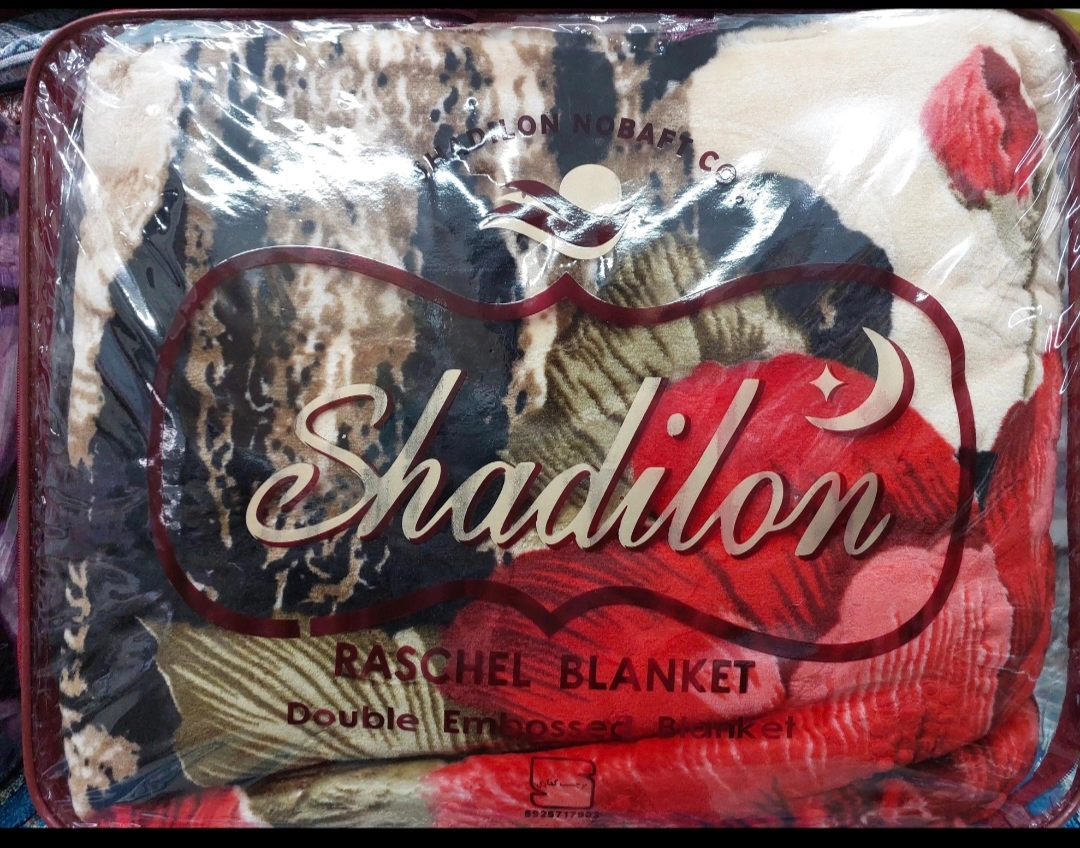 SHADILON NOBAFT CO.
Shadilon
RASCHEL BLANKET
Double Embossed Blanket